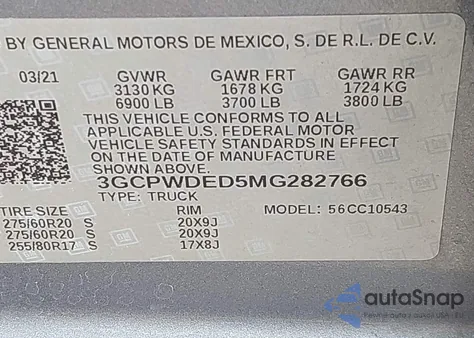 BY GENERAL MOTORS DE MEXICO, S. DE R.L. DE C.V.
03/21 GVWR GAWR FRT GAWR RR
3130 KG 1678 KG 1724 KG
6900 LB 3700 LB 3800 LB
THIS VEHICLE CONFORMS TO ALL
APPLICABLE U.S. FEDERAL MOTOR
VEHICLE SAFETY STANDARDS IN EFFECT
ON THE DATE OF MANUFACTURE
SHOWN ABOVE.
3GCPWDED5MG282766
TYPE: TRUCK MODEL: 56CC10543
TIRE SIZE RIM
275/60R20 S 20X9J
275/60R20 S 20X9J
255/80R17 S 17X8J
autaSnap